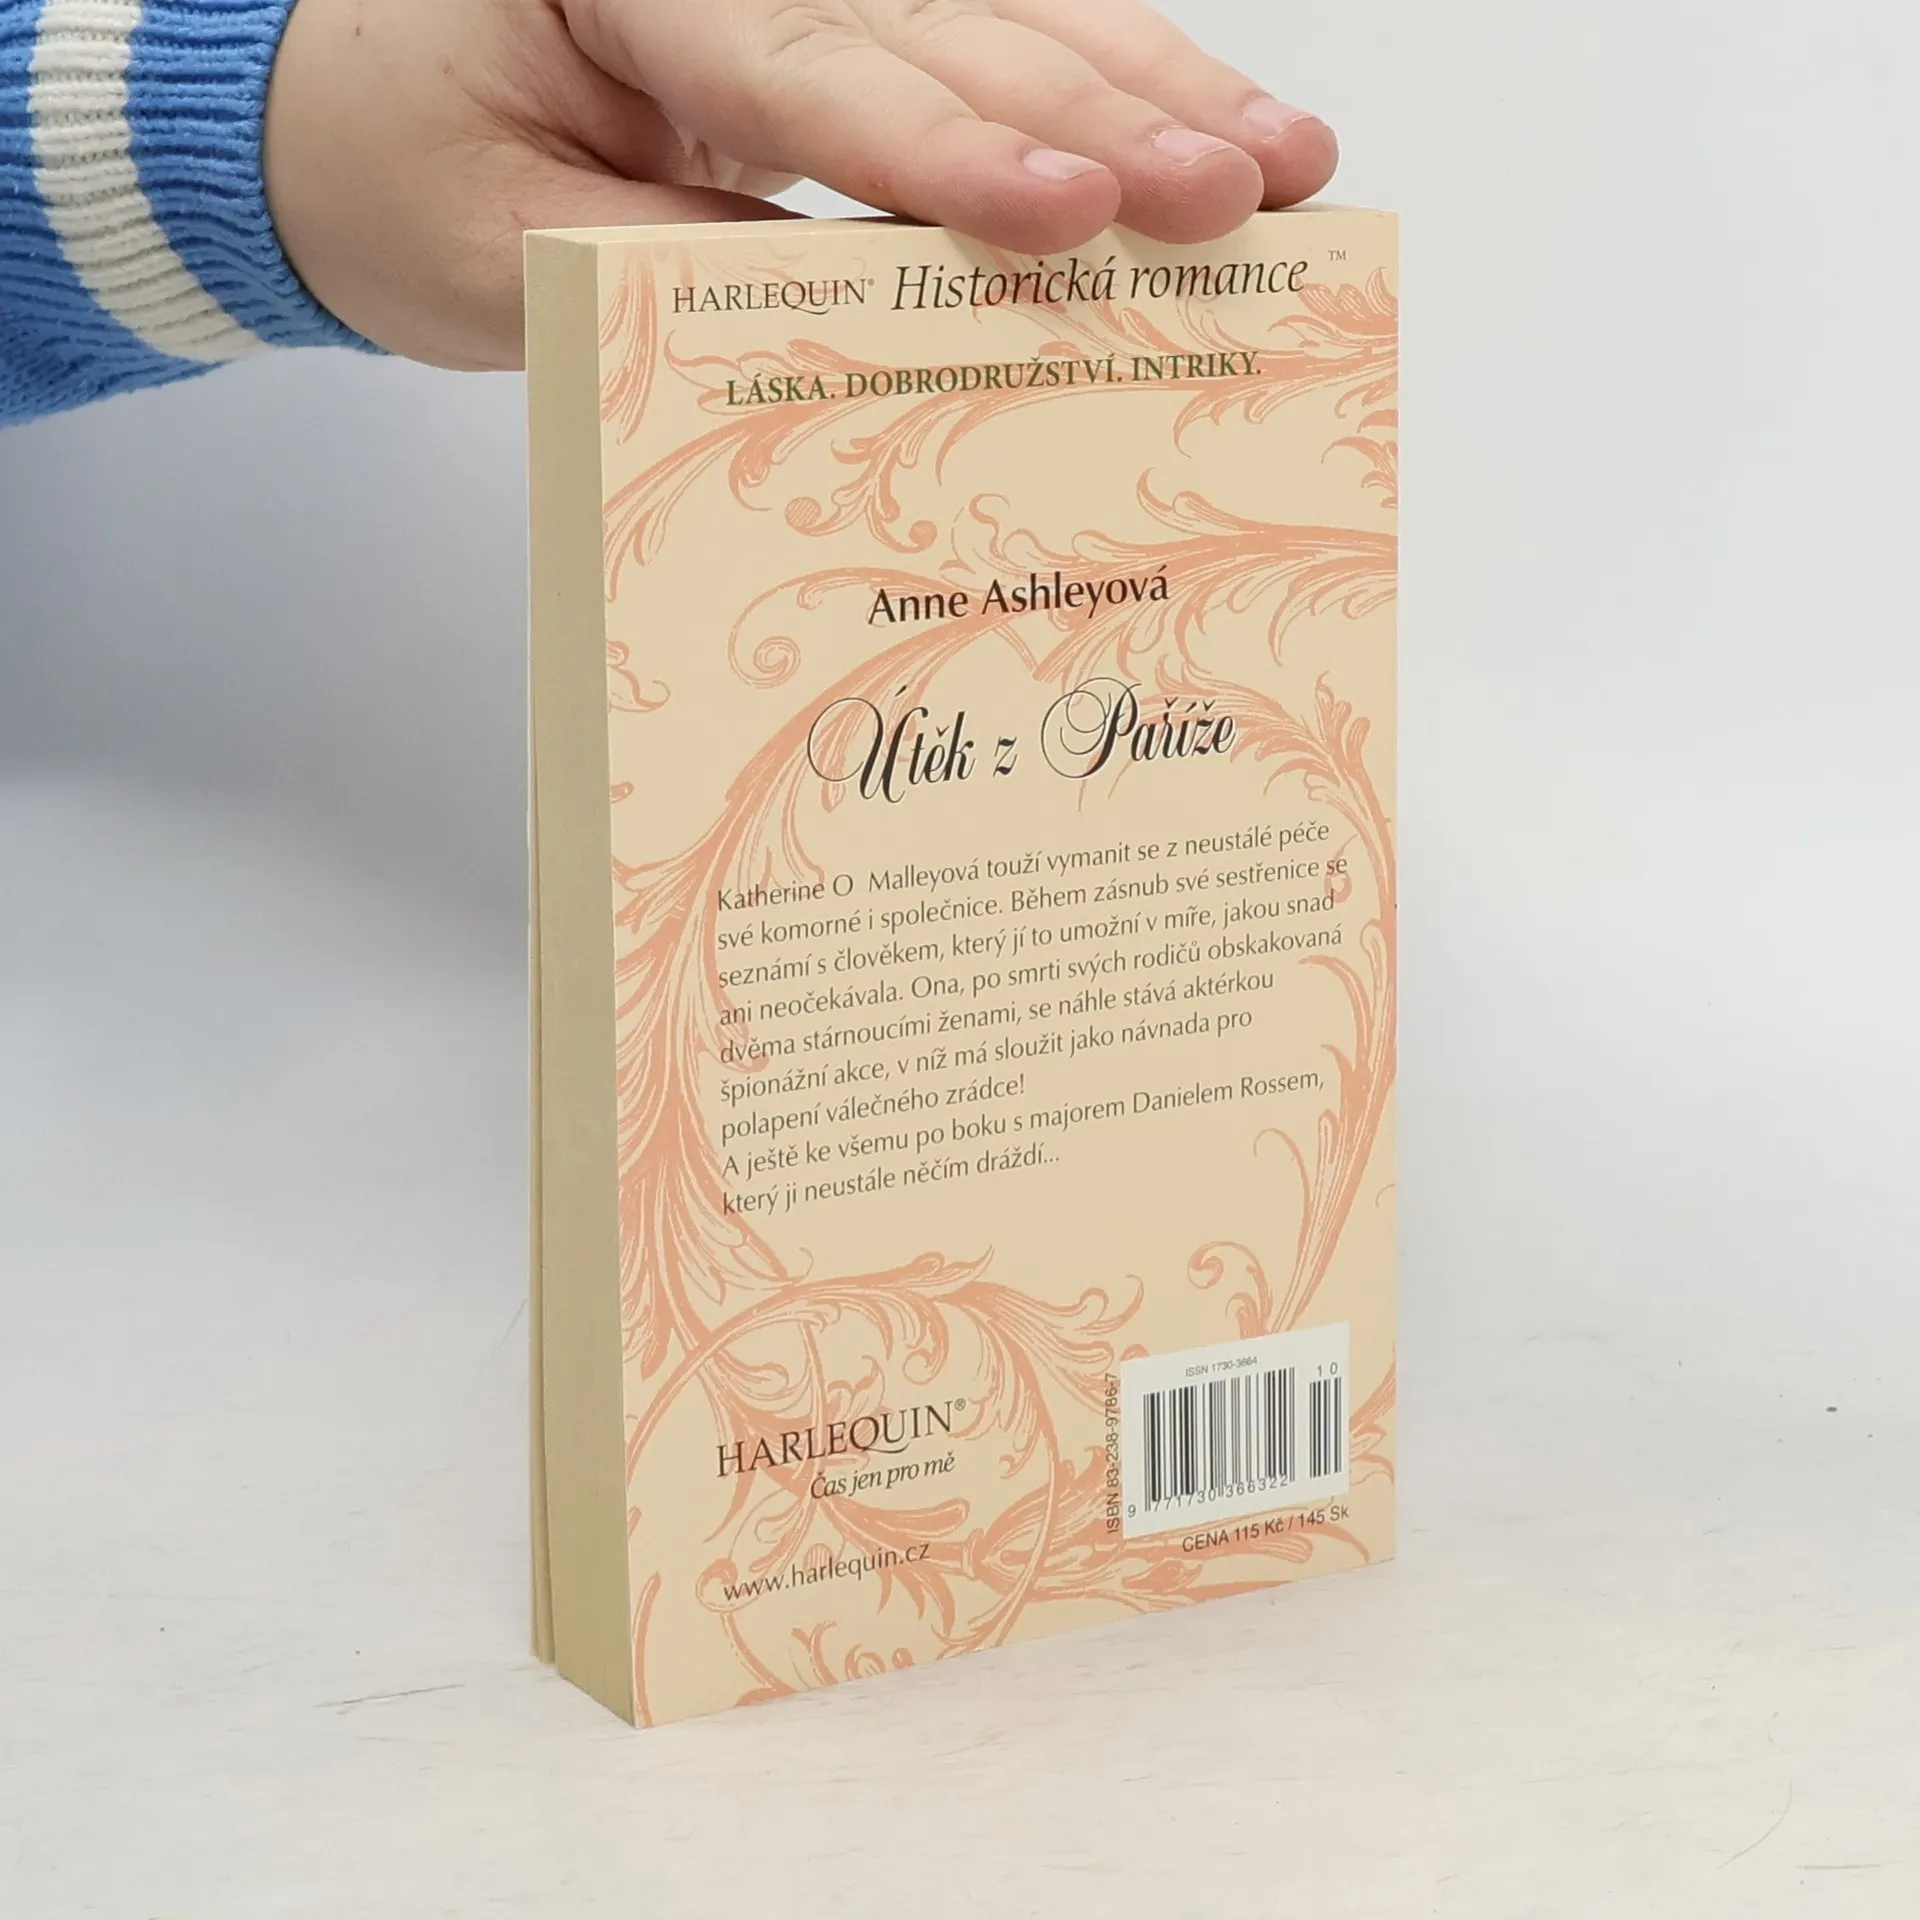 HARLEQUIN® Historická romance ™
LÁSKA. DOBRODRUŽSTVÍ. INTRIKY.
Anne Ashleyová
Útěk z Paříže
Katherine O Malleyová touží vymanit se z neustálé péče
své komorné i společnice. Během zásnub své sestřenice se
seznámí s člověkem, který jí to umožní v míře, jakou snad
ani neočekávala. Ona, po smrti svých rodičů obskakovaná
dvěma stárnoucími ženami, se náhle stává aktérkou
špionážní akce, v níž má sloužit jako návnada pro
polapení válečného zrádce!
A ještě ke všemu po boku s majorem Danielem Rossem,
který ji neustále něčím dráždí...
HARLEQUIN®
Čas jen pro mě
www.harlequin.cz
ISBN 83-238-9786-7
ISSN 1730-3664
10
9 771730 366322
CENA 115 Kč / 145 Sk